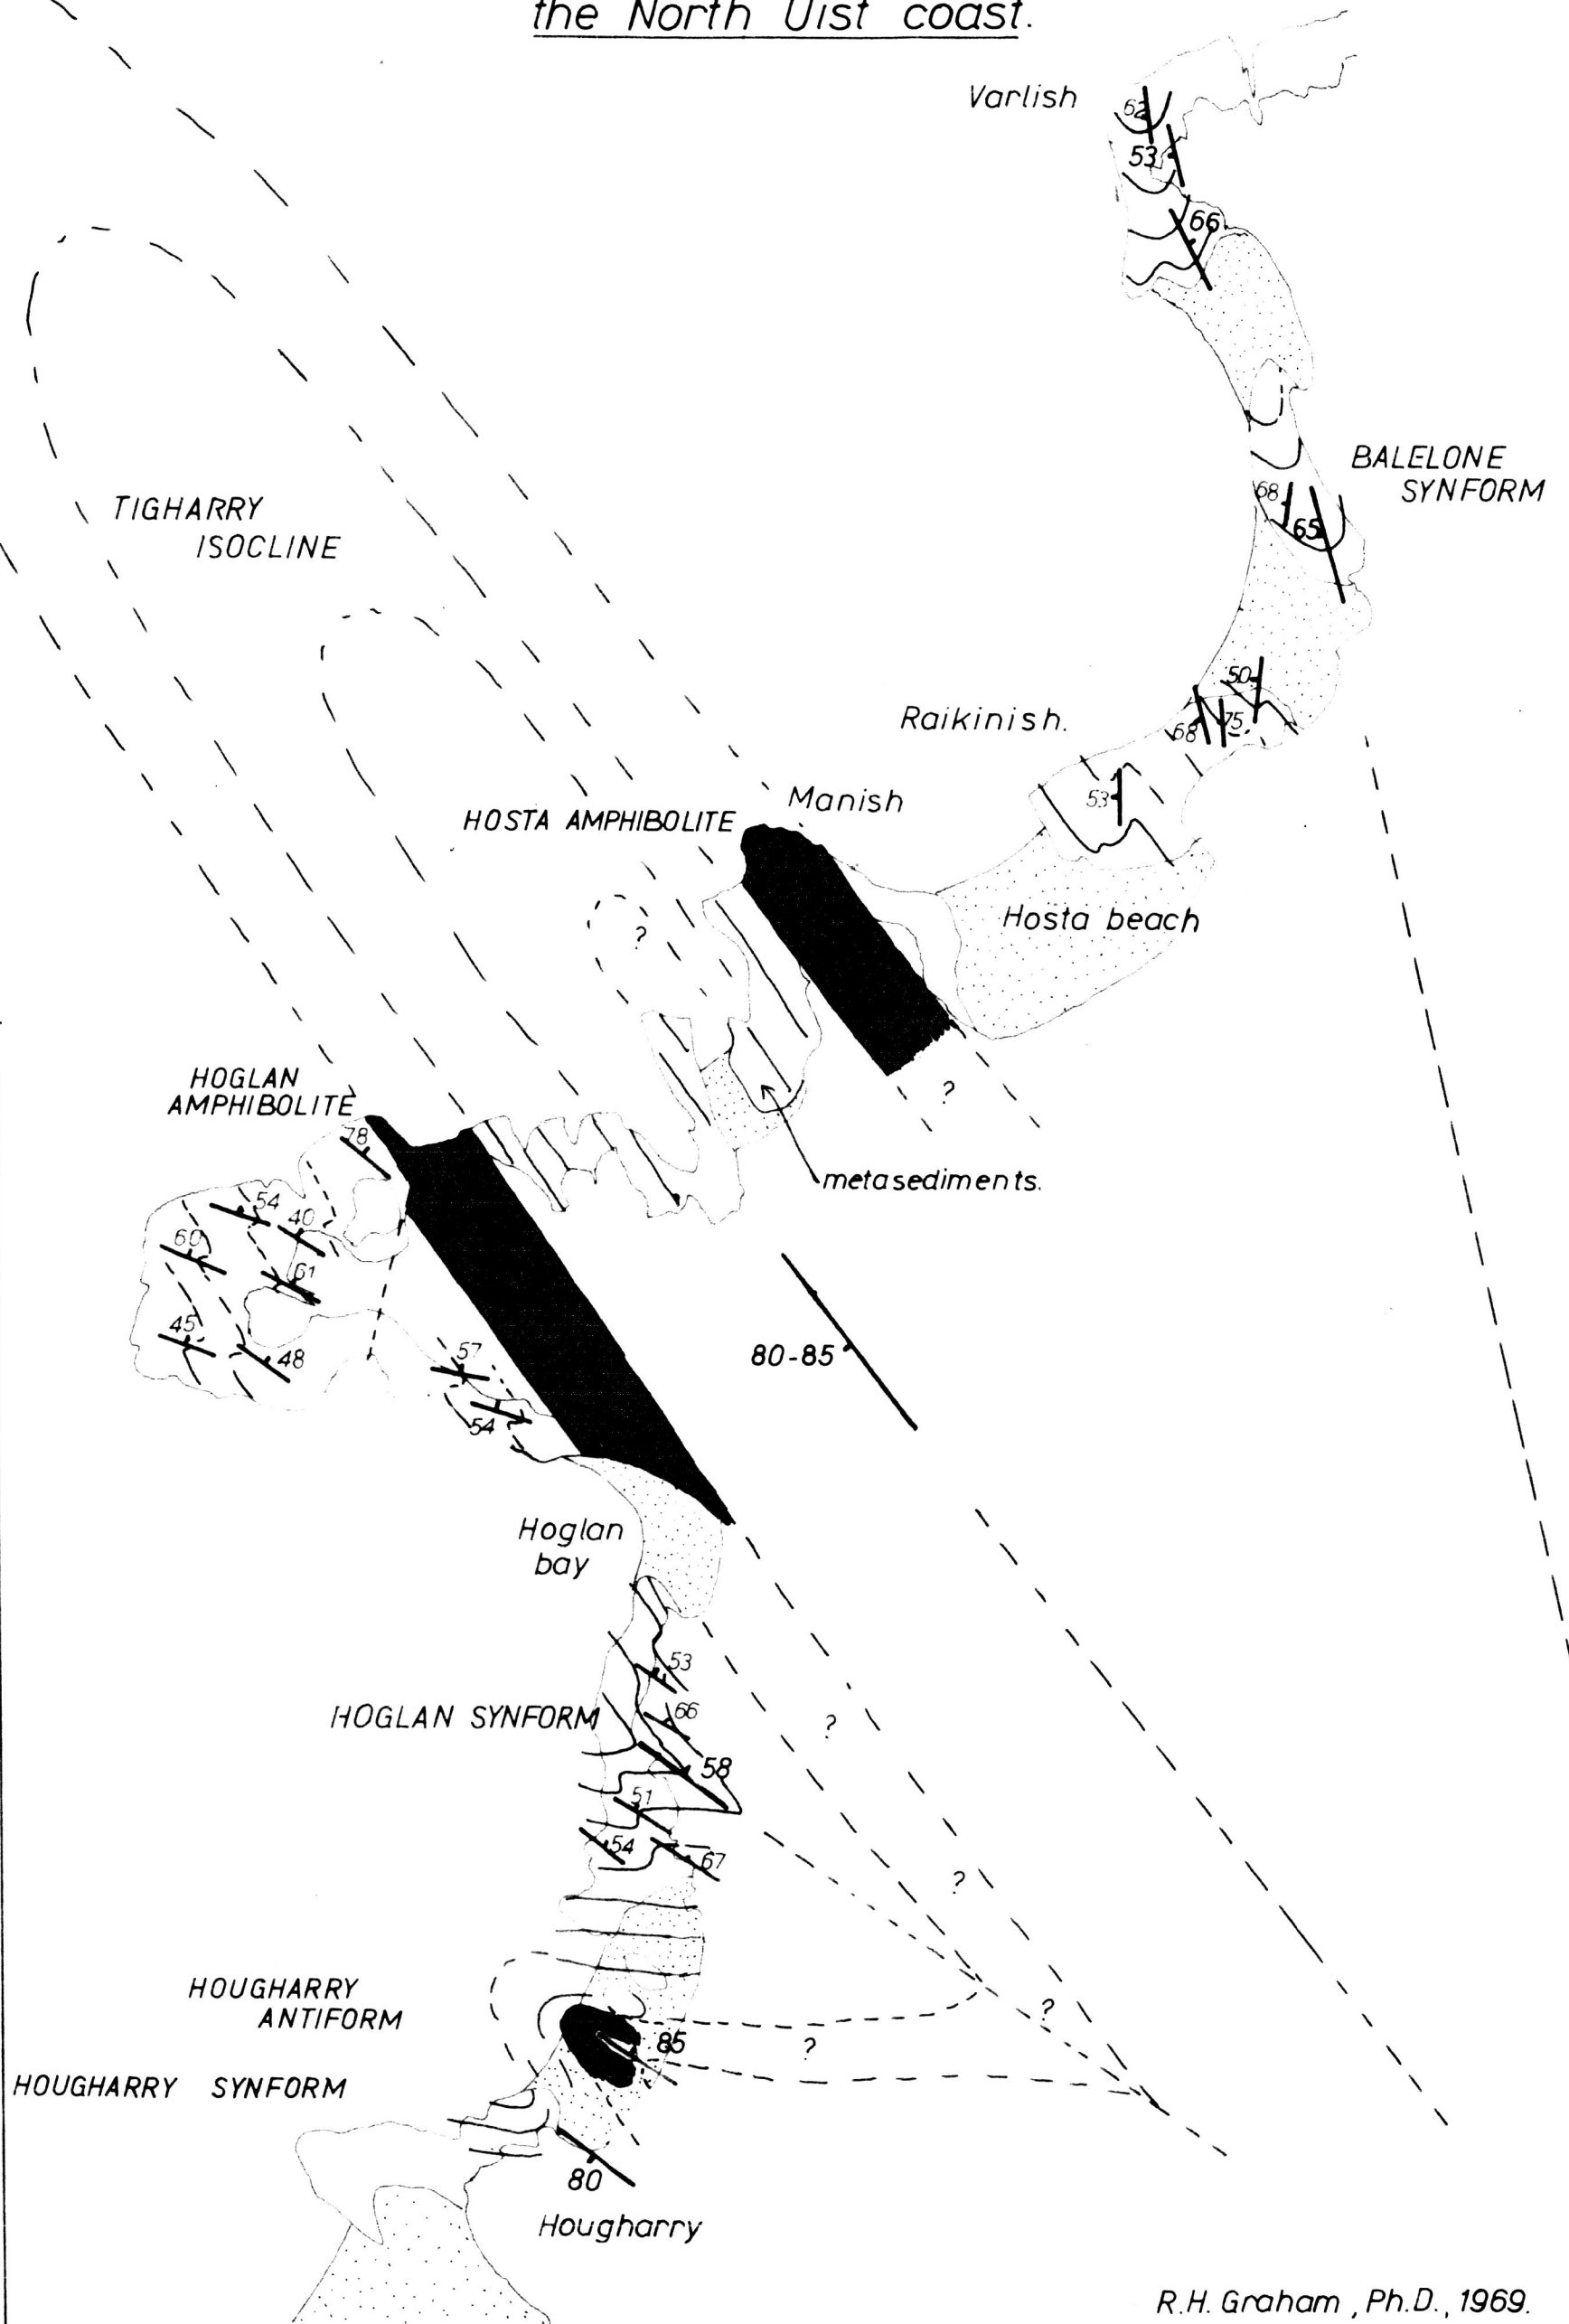 the North Uist coast.
Varlish
62
53
66
BALELONE
SYNFORM
68
65
TIGHARRY
ISOCLINE
50
Raikinish.
68
75
53
Manish
HOSTA AMPHIBOLITE
Hosta beach
?
HOGLAN
AMPHIBOLITE
?
78
metasediments.
54
40
60
61
45
48
57
80-85
54
Hoglan
bay
53
HOGLAN SYNFORM
66
?
58
51
54
67
?
HOUGHARRY
ANTIFORM
?
85
?
HOUGHARRY SYNFORM
80
Hougharry
R.H. Graham, Ph.D., 1969.